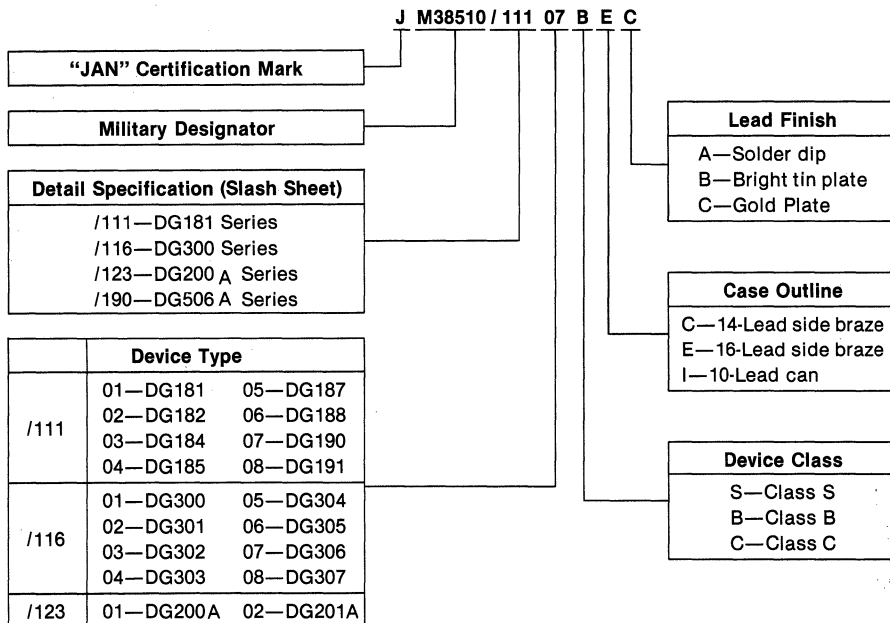 J M38510/111 07 B E C
"JAN" Certification Mark
Military Designator
Detail Specification (Slash Sheet)
/111—DG181 Series
/116—DG300 Series
/123—DG200 A Series
/190—DG506 A Series
Device Type
/111
01—DG181 05—DG187
02—DG182 06—DG188
03—DG184 07—DG190
04—DG185 08—DG191
/116
01—DG300 05—DG304
02—DG301 06—DG305
03—DG302 07—DG306
04—DG303 08—DG307
/123 01—DG200A 02—DG201A
Lead Finish
A—Solder dip
B—Bright tin plate
C—Gold Plate
Case Outline
C—14-Lead side braze
E—16-Lead side braze
I—10-Lead can
Device Class
S—Class S
B—Class B
C—Class C